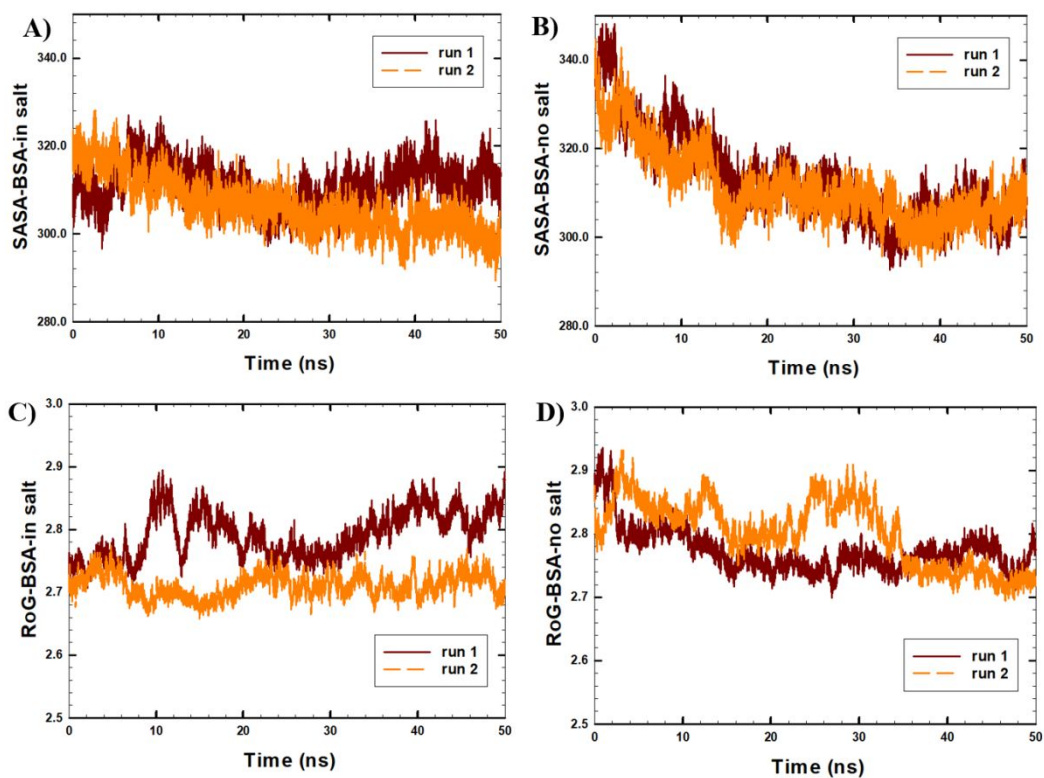 A)
SASA-BSA-in salt
340.0
320.0
300.0
280.0
run 1
run 2
0 10 20 30 40 50
Time (ns)
B)
SASA-BSA-no salt
340.0
320.0
300.0
280.0
run 1
run 2
0 10 20 30 40 50
Time (ns)
C)
RoG-BSA-in salt
3.0
2.9
2.8
2.7
2.6
2.5
run 1
run 2
0 10 20 30 40 50
Time (ns)
D)
RoG-BSA-no salt
3.0
2.9
2.8
2.7
2.6
2.5
run 1
run 2
0 10 20 30 40 50
Time (ns)